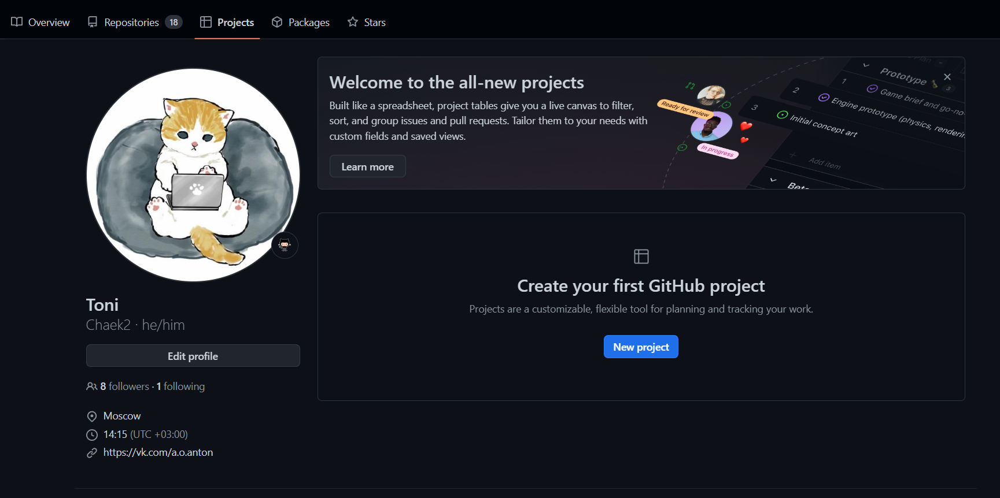 Overview
Repositories 18
Projects
Packages
Stars
Welcome to the all-new projects
Built like a spreadsheet, project tables give you a live canvas to filter,
sort, and group issues and pull requests. Tailor them to your needs with
custom fields and saved views.
Learn more
Ready for review
In progress
Prototype 3
1 Game brief and go-no-
2 Engine prototype (physics, renderin
3 Initial concept art
Add item
Beta
Create your first GitHub project
Projects are a customizable, flexible tool for planning and tracking your work.
New project
Toni
Chaek2 · he/him
Edit profile
8 followers · 1 following
Moscow
14:15 (UTC +03:00)
https://vk.com/a.o.anton